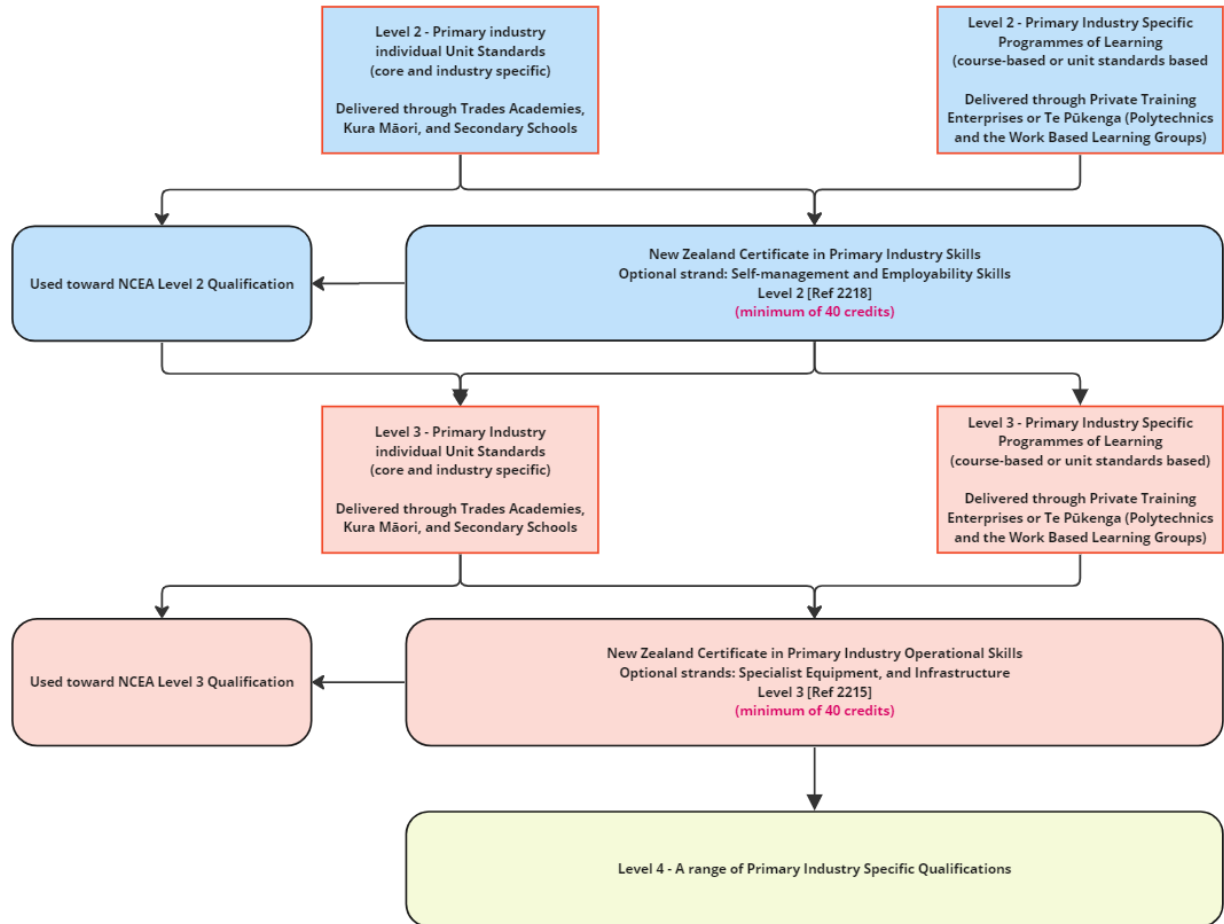 Level 2 - Primary industry
individual Unit Standards
(core and industry specific)
Delivered through Trades Academies,
Kura Māori, and Secondary Schools
Level 2 - Primary Industry Specific
Programmes of Learning
(course-based or unit standards based
Delivered through Private Training
Enterprises or Te Pūkenga (Polytechnics
and the Work Based Learning Groups)
Used toward NCEA Level 2 Qualification
New Zealand Certificate in Primary Industry Skills
Optional strand: Self-management and Employability Skills
Level 2 [Ref 2218]
(minimum of 40 credits)
Level 3 - Primary Industry
individual Unit Standards
(core and industry specific)
Delivered through Trades Academies,
Kura Māori, and Secondary Schools
Level 3 - Primary Industry Specific
Programmes of Learning
(course-based or unit standards based)
Delivered through Private Training
Enterprises or Te Pūkenga (Polytechnics
and the Work Based Learning Groups)
Used toward NCEA Level 3 Qualification
New Zealand Certificate in Primary Industry Operational Skills
Optional strands: Specialist Equipment, and Infrastructure
Level 3 [Ref 2215]
(minimum of 40 credits)
Level 4 - A range of Primary Industry Specific Qualifications